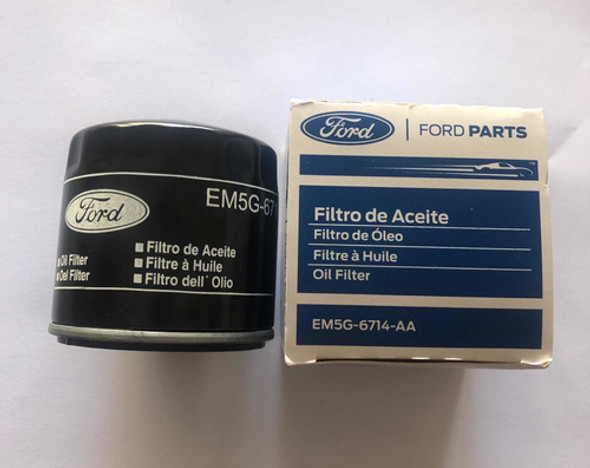 Ford
EM5G-67
Oil Filter
Oel Filter
Filtro de Aceite
Filtre à Huile
Filtro dell´Olio
Ford
FORD PARTS
Filtro de Aceite
Filtro de Óleo
Filtre à Huile
Oil Filter
EM5G-6714-AA